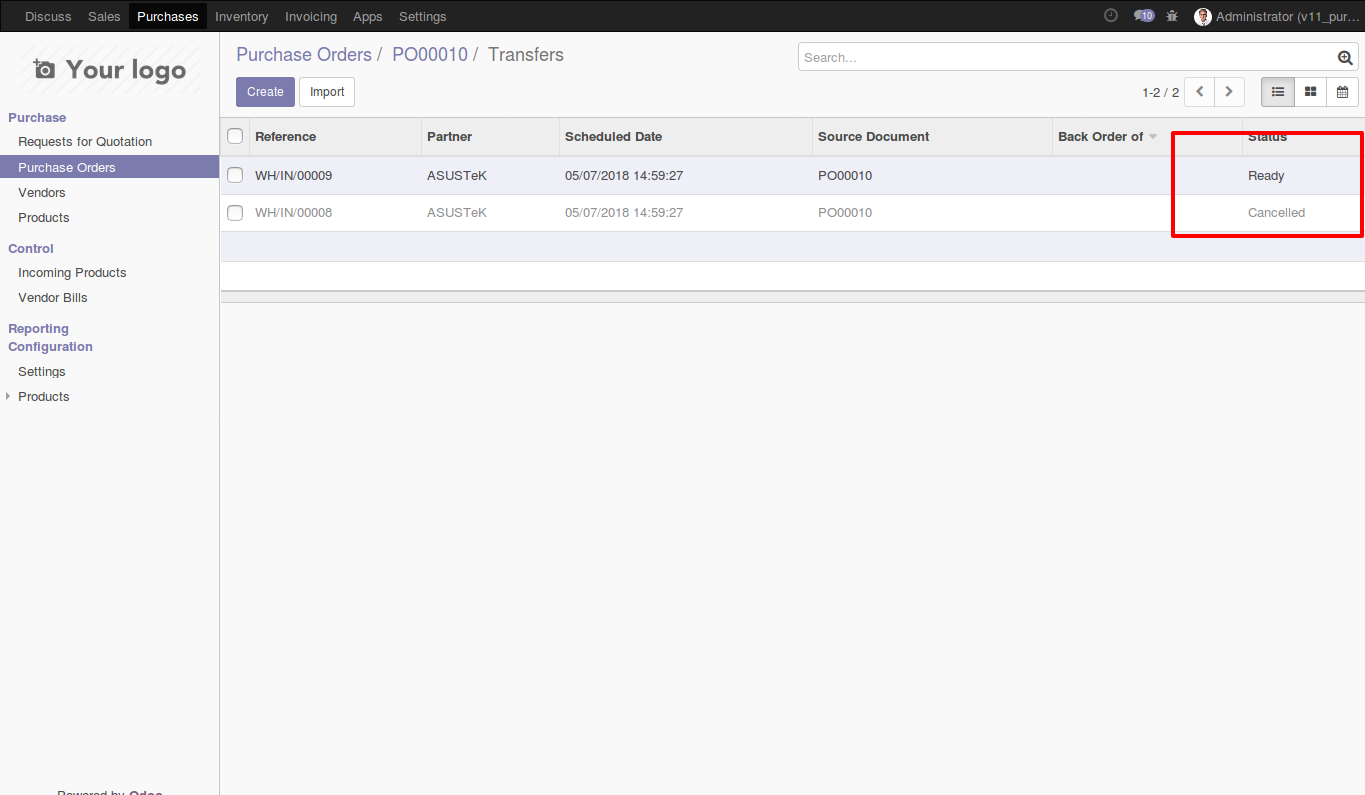 Discuss Sales Purchases Inventory Invoicing Apps Settings 10 Administrator (v11_pur...
Your logo
Purchase
Requests for Quotation
Purchase Orders
Vendors
Products
Control
Incoming Products
Vendor Bills
Reporting
Configuration
Settings
Products
Powered by Odoo
Purchase Orders / PO00010 / Transfers
Search...
Create Import
1-2 / 2
Reference Partner Scheduled Date Source Document Back Order of Status
WH/IN/00009 ASUSTeK 05/07/2018 14:59:27 PO00010 Ready
WH/IN/00008 ASUSTeK 05/07/2018 14:59:27 PO00010 Cancelled